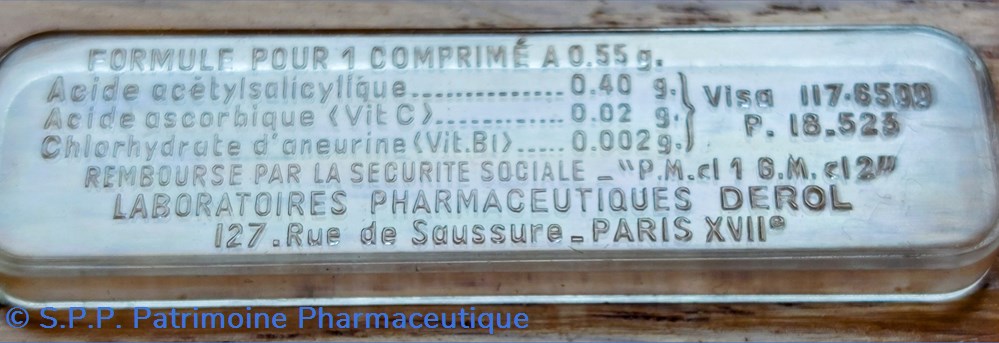 FORMULE POUR 1 COMPRIMÉ A 0.55 g.
Acide acétylsalicylique............... 0.40 g.
Acide ascorbique (Vit C)............ 0.02 g.
Chlorhydrate d'aneurine (Vit.B1)..... 0.002 g.
Visa 117-6599
P. 18.523
REMBOURSE PAR LA SECURITE SOCIALE _ "P.M.cl 1 G.M. cl 2"
LABORATOIRES PHARMACEUTIQUES DEROL
127.Rue de Saussure_PARIS XVIIe
© S.P.P. Patrimoine Pharmaceutique